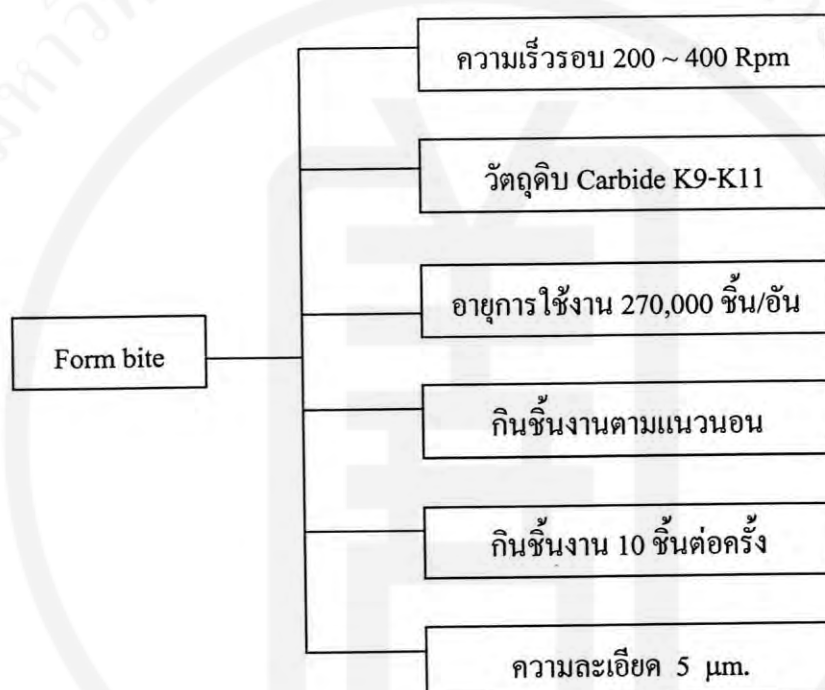 ความเร็วรอบ 200 ~ 400 Rpm
วัตถุดิบ Carbide K9-K11
อายุการใช้งาน 270,000 ชิ้น/อัน
Form bite
กินชิ้นงานตามแนวนอน
กินชิ้นงาน 10 ชิ้นต่อครั้ง
ความละเอียด 5 μm.